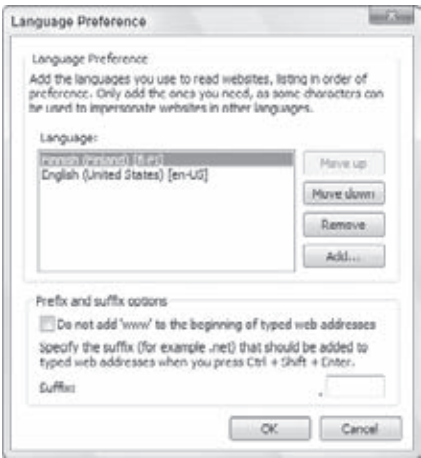 Language Preference
Language Preference
Add the languages you use to read websites, listing in order of
preference. Only add the ones you need, as some characters can
be used to impersonate websites in other languages.
Language:
Finnish (Finland) [fi-FI]
English (United States) [en-US]
Move up
Move down
Remove
Add...
Prefix and suffix options
Do not add 'www' to the beginning of typed web addresses
Specify the suffix (for example .net) that should be added to
typed web addresses when you press Ctrl + Shift + Enter.
Suffix: .
OK
Cancel